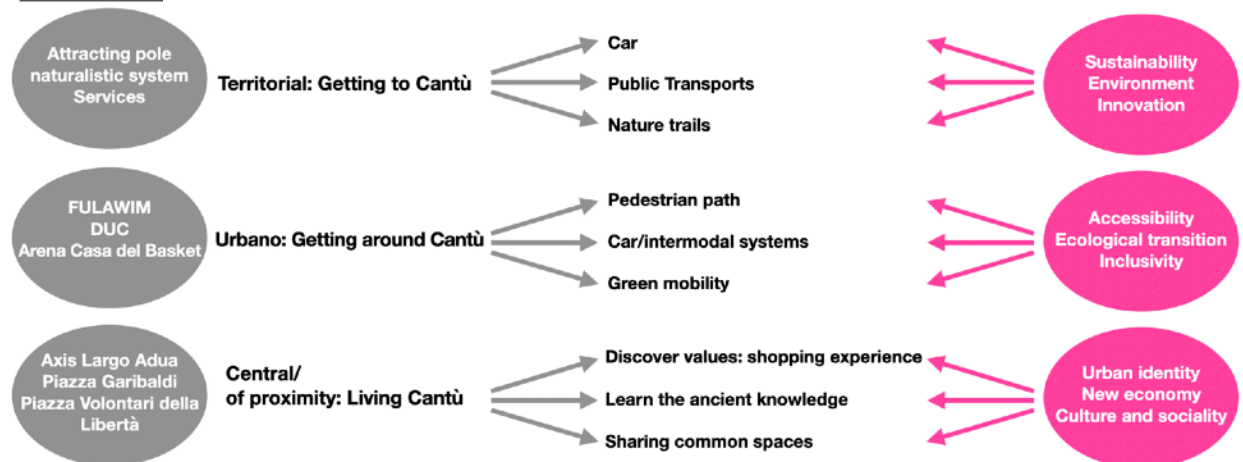 Attracting pole
naturalistic system
Services
Territorial: Getting to Cantù
Car
Public Transports
Nature trails
Sustainability
Environment
Innovation
FULAWIM
DUC
Arena Casa del Basket
Urbano: Getting around Cantù
Pedestrian path
Car/intermodal systems
Green mobility
Accessibility
Ecological transition
Inclusivity
Axis Largo Adua
Piazza Garibaldi
Piazza Volontari della
Libertà
Central/
of proximity: Living Cantù
Discover values: shopping experience
Learn the ancient knowledge
Sharing common spaces
Urban identity
New economy
Culture and sociality